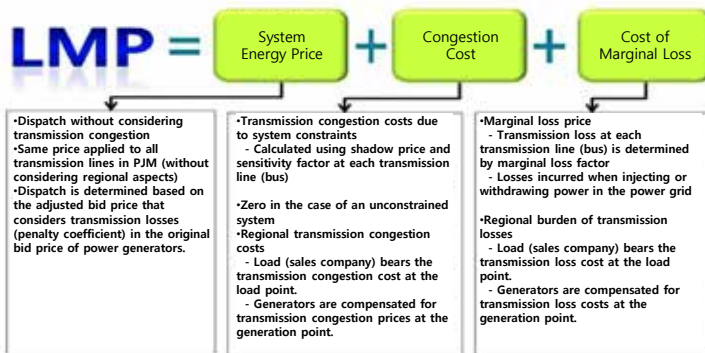 LMP = System Energy Price + Congestion Cost + Cost of Marginal Loss
•Dispatch without considering
transmission congestion
•Same price applied to all
transmission lines in PJM (without
considering regional aspects)
•Dispatch is determined based on
the adjusted bid price that
considers transmission losses
(penalty coefficient) in the original
bid price of power generators.
•Transmission congestion costs due
to system constraints
- Calculated using shadow price and
sensitivity factor at each transmission
line (bus)
•Zero in the case of an unconstrained
system
•Regional transmission congestion
costs
- Load (sales company) bears the
transmission congestion cost at the
load point.
- Generators are compensated for
transmission congestion prices at the
generation point.
•Marginal loss price
- Transmission loss at each
transmission line (bus) is determined
by marginal loss factor
- Losses incurred when injecting or
withdrawing power in the power grid
•Regional burden of transmission
losses
- Load (sales company) bears the
transmission loss cost at the load
point.
- Generators are compensated for
transmission loss costs at the
generation point.